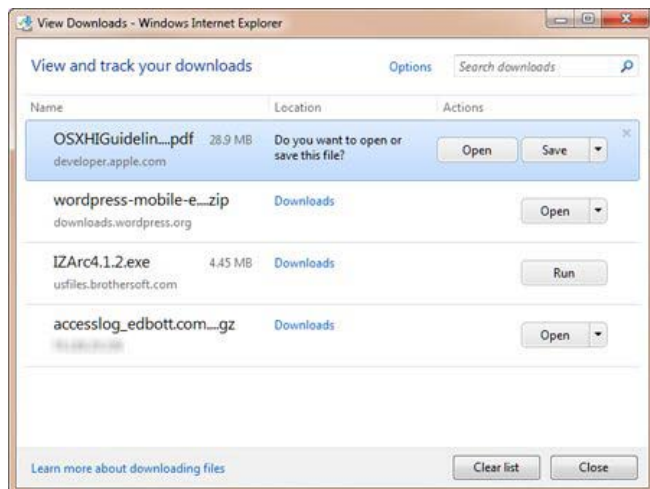 View Downloads - Windows Internet Explorer
View and track your downloads Options Search downloads
Name Location Actions
OSXHIGuidelin....pdf 28.9 MB Do you want to open or save this file? Open Save
developer.apple.com
wordpress-mobile-e....zip Downloads Open
downloads.wordpress.org
IZArc4.1.2.exe 4.45 MB Downloads Run
usfiles.brothersoft.com
accesslog_edbott.com....gz Downloads Open
Learn more about downloading files Clear list Close